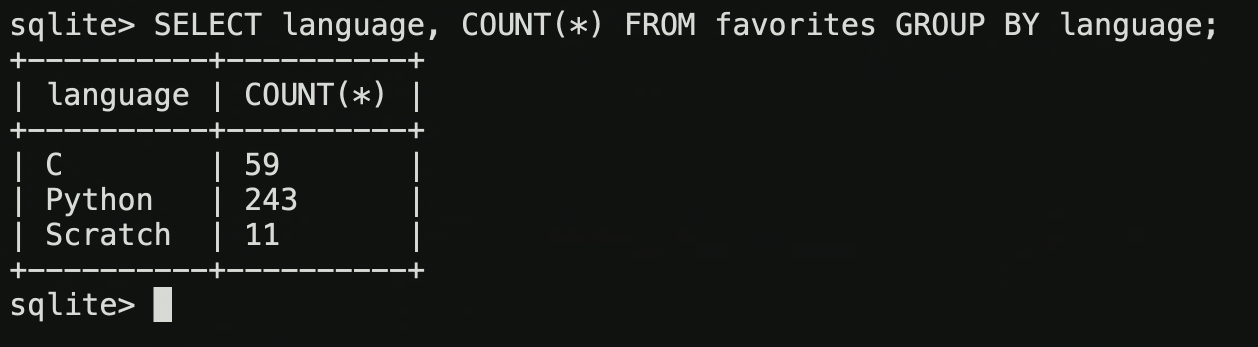 sqlite> SELECT language, COUNT(*) FROM favorites GROUP BY language;
+----------+----------+
| language | COUNT(*) |
+----------+----------+
| C        | 59       |
| Python   | 243      |
| Scratch  | 11       |
+----------+----------+
sqlite>